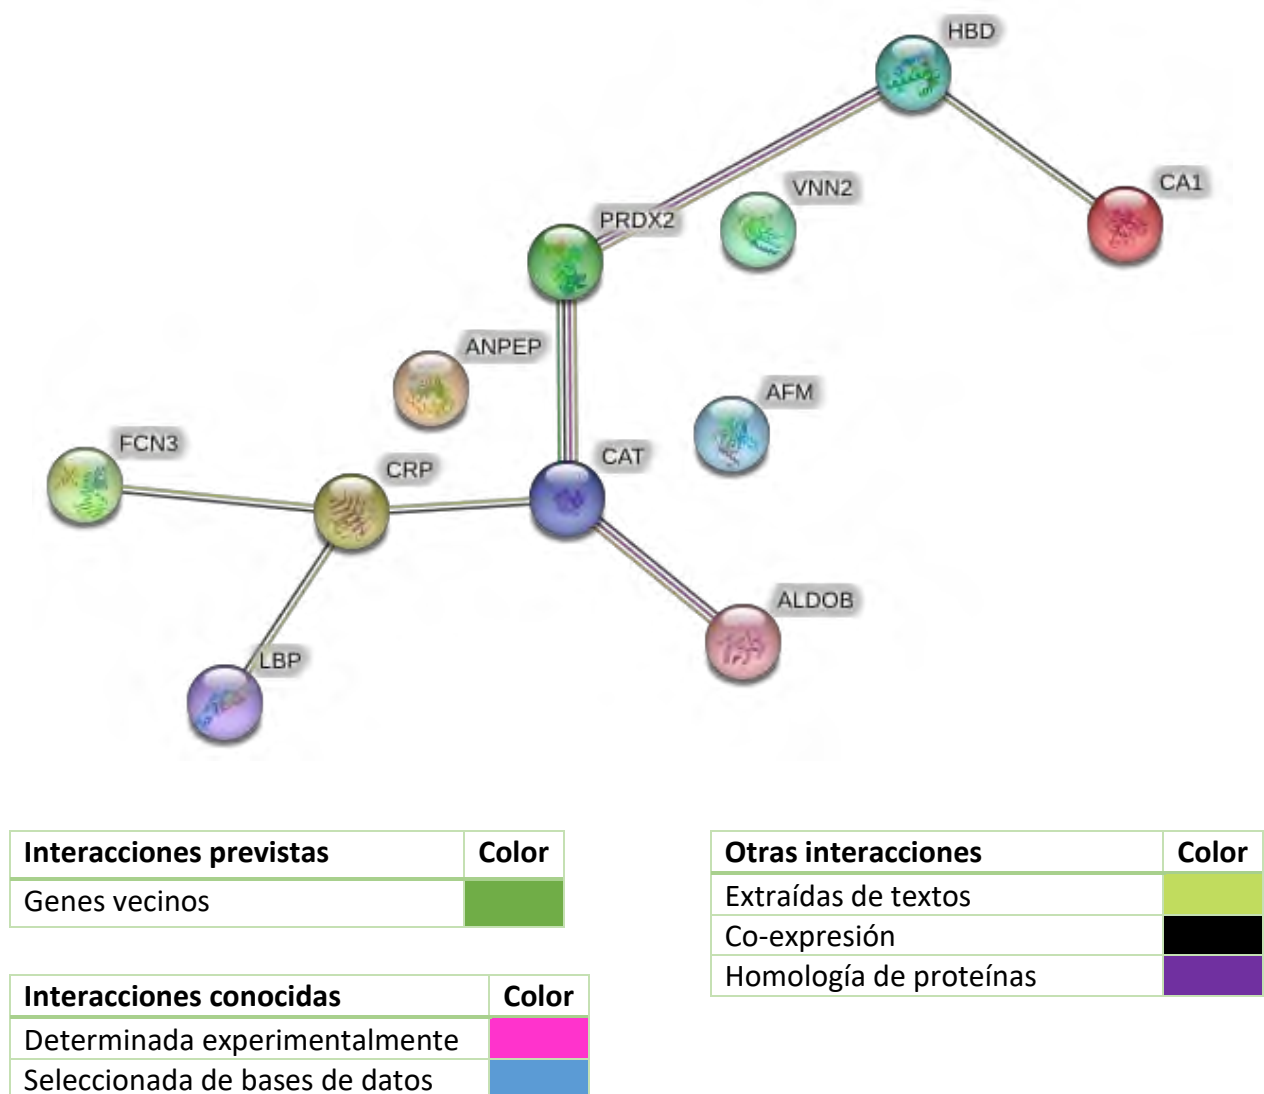 HBD
CA1
VNN2
PRDX2
ANPEP
AFM
FCN3
CRP
CAT
ALDOB
LBP
Interacciones previstas Color
Genes vecinos
Interacciones conocidas Color
Determinada experimentalmente
Seleccionada de bases de datos
Otras interacciones Color
Extraídas de textos
Co-expresión
Homología de proteínas